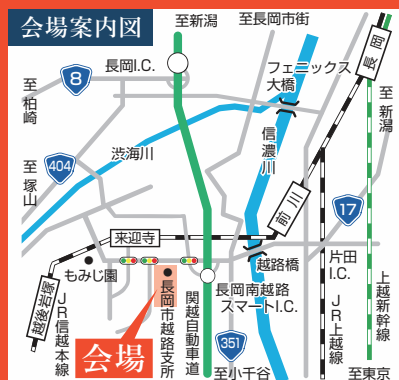 会場案内図
至新潟
至長岡市街
長岡
長岡I.C.
フェニックス
大橋
8
至柏崎
至新潟
渋海川
信濃川
404
至塚山
17
前川
来迎寺
もみじ園
越路橋
片田
I.C.
越後岩塚
JR信越本線
長岡市越路支所
関越自動車道
長岡南越路
スマートI.C.
JR上越線
上越新幹線
会場
351
至小千谷
至東京